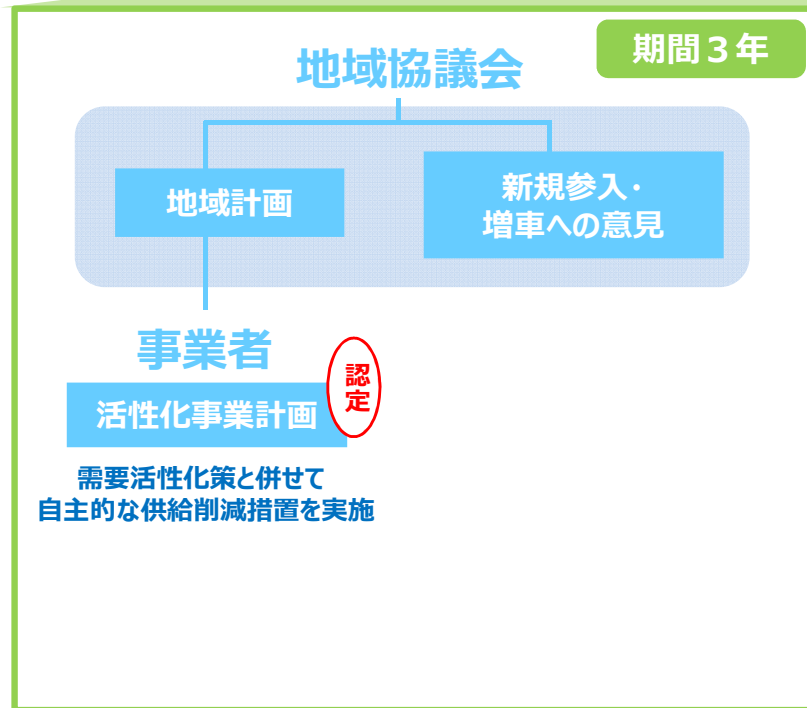 期間３年
地域協議会
地域計画
新規参入・
増車への意見
事業者
認定
活性化事業計画
需要活性化策と併せて
自主的な供給削減措置を実施